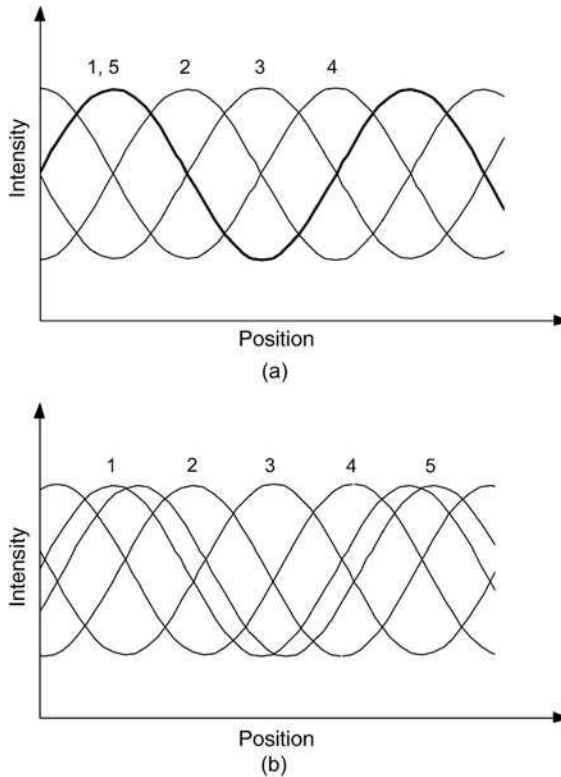 1, 5 2 3 4
Intensity
Position
(a)
1 2 3 4 5
Intensity
Position
(b)